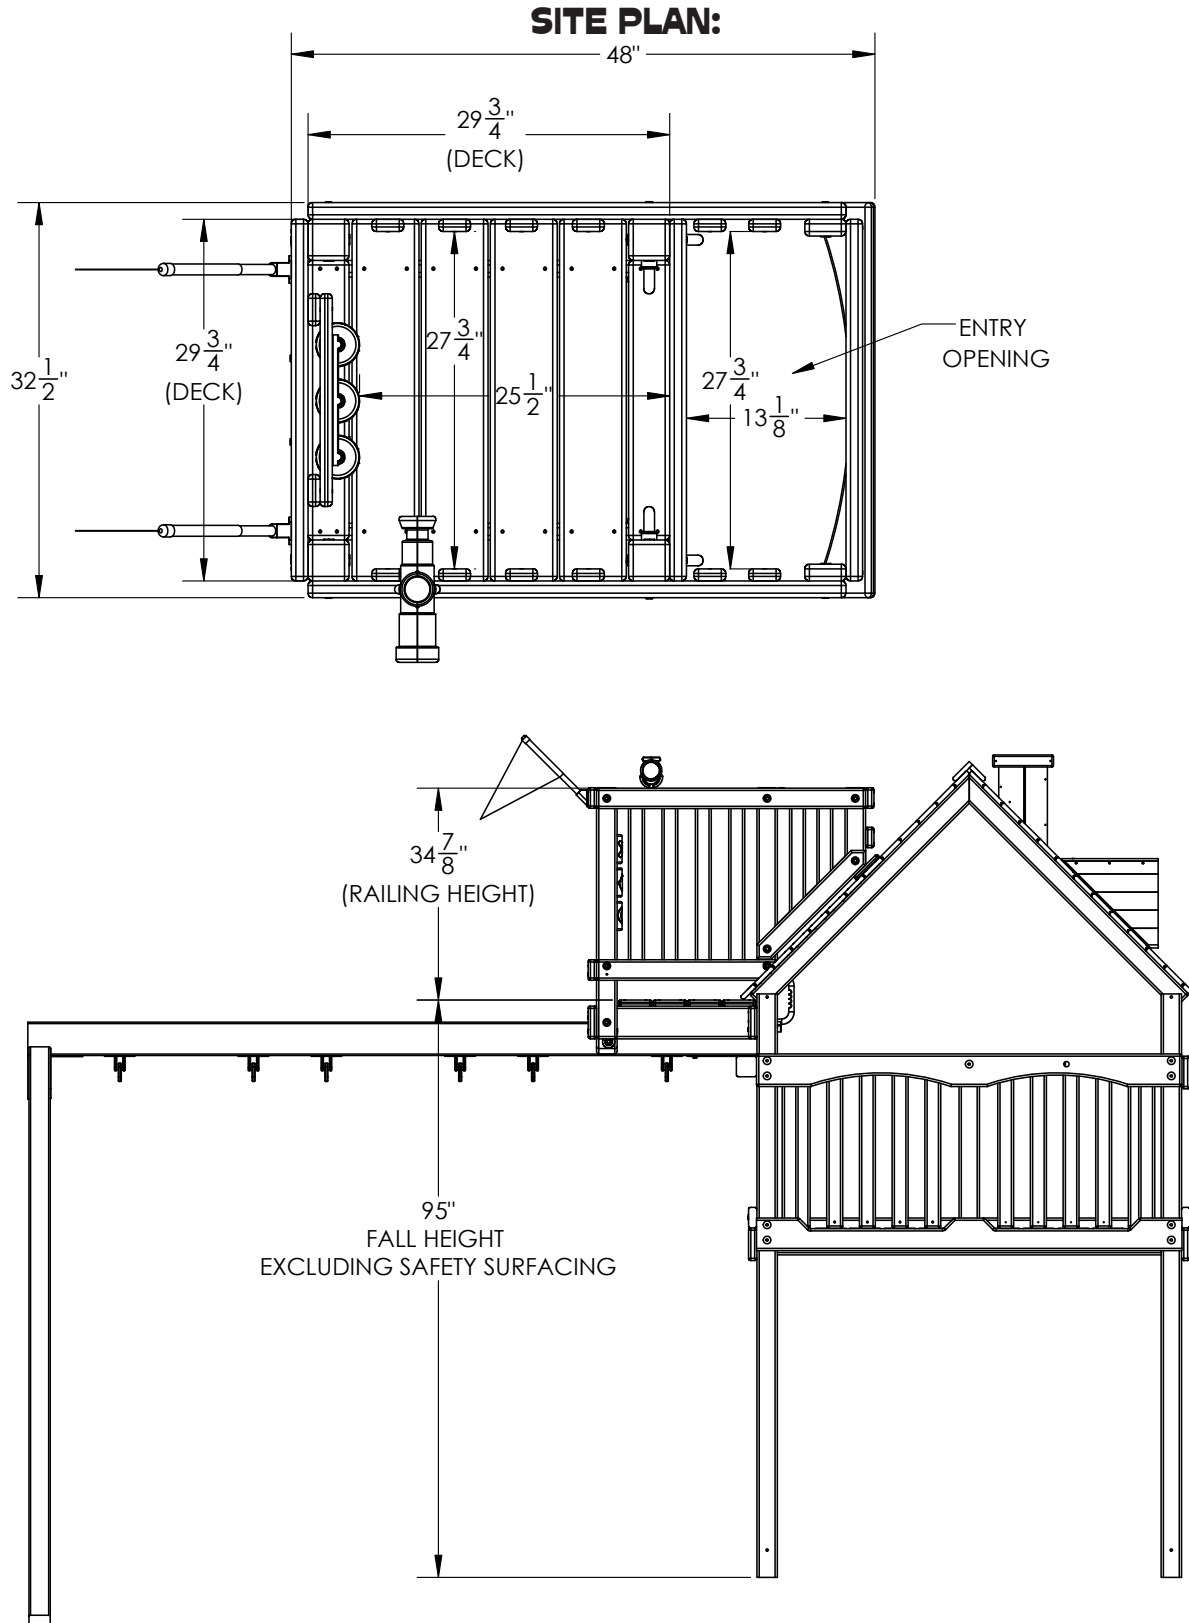 SITE PLAN:
48"
29 3/4"
(DECK)
32 1/2"
29 3/4"
(DECK)
27 3/4"
25 1/2"
27 3/4"
13 1/8"
ENTRY
OPENING
34 7/8"
(RAILING HEIGHT)
95"
FALL HEIGHT
EXCLUDING SAFETY SURFACING